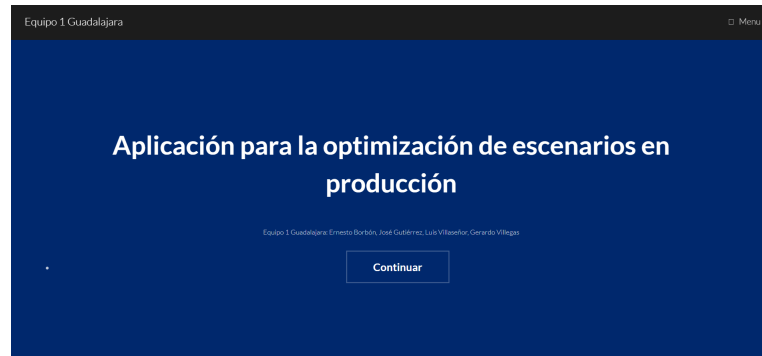 Equipo 1 Guadalajara
Menu
Aplicación para la optimización de escenarios en
producción
Equipo 1 Guadalajara: Ernesto Borbón, José Gutiérrez, Luis Villaseñor, Gerardo Villegas
Continuar